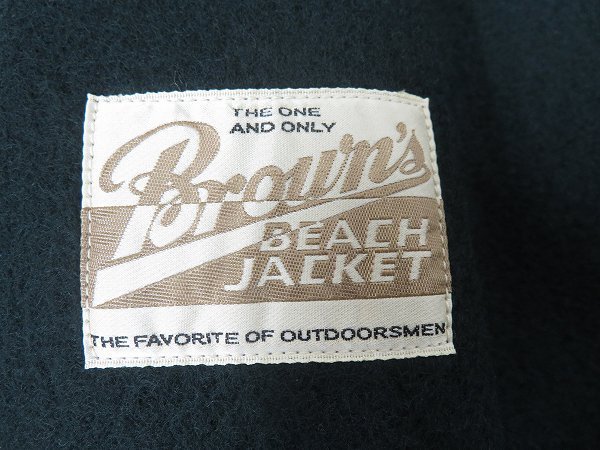 THE ONE
AND ONLY
Brown's
BEACH
JACKET
THE FAVORITE OF OUTDOORSMEN